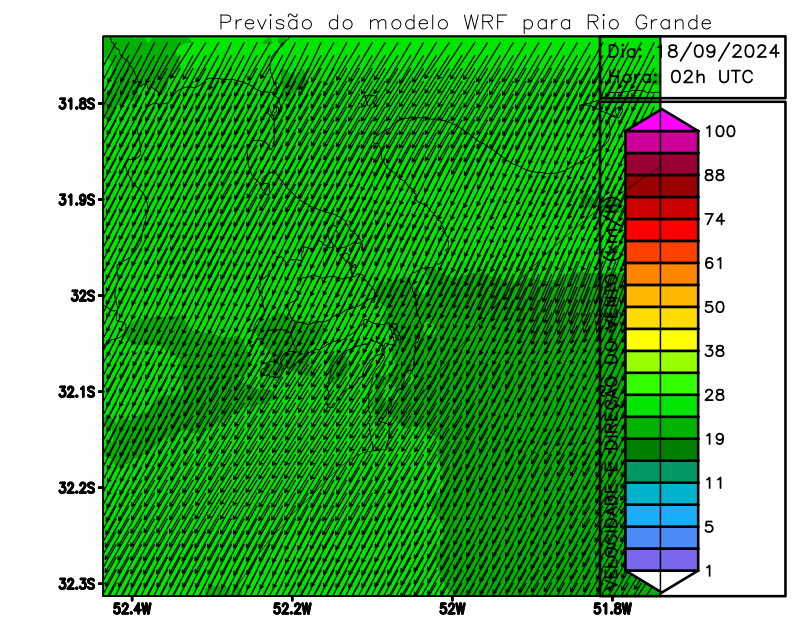 Previsão do modelo WRF para Rio Grande
Dia: 18/09/2024
Hora: 02h UTC
31.8S
31.9S
32S
32.1S
32.2S
32.3S
52.4W
52.2W
52W
51.8W
VELOCIDADE E DIREÇÃO DO VENTO (km/h)
100
88
74
61
50
38
28
19
11
5
1